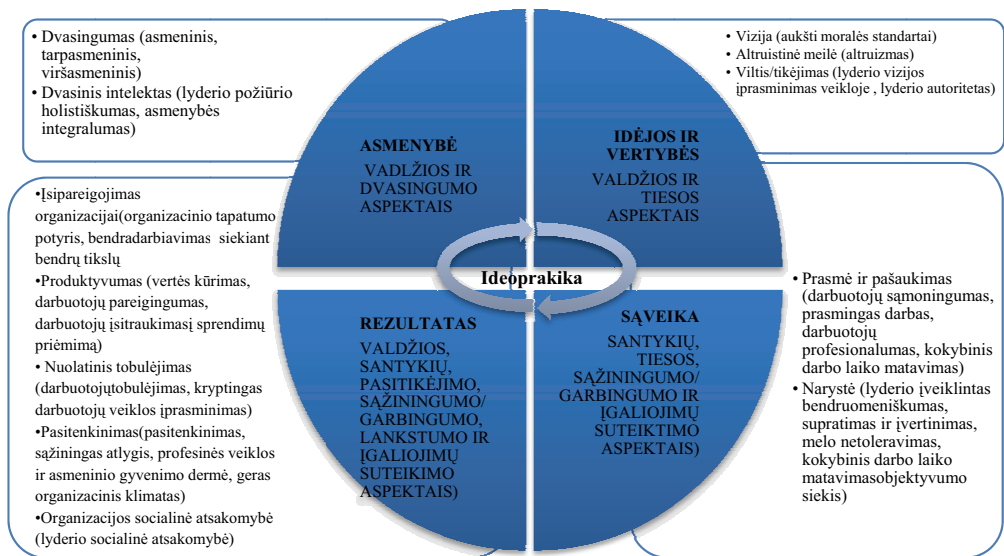 • Dvasingumas (asmeninis,
tarpasmeninis,
viršasmeninis)
• Dvasinis intelektas (lyderio požiūrio
holistiškumas, asmenybės
integralumas)
• Vizija (aukšti moralės standartai)
• Altruistinė meilė (altruizmas)
• Viltis/tikėjimas (lyderio vizijos
įprasminimas veikloje , lyderio autoritetas)
ASMENYBĖ
VADLŽIOS IR
DVASINGUMO
ASPEKTAIS
IDĖJOS IR
VERTYBĖS
VALDŽIOS IR
TIESOS
ASPEKTAIS
Ideoprakika
•Įsipareigojimas
organizacijai(organizacinio tapatumo
potyris, bendradarbiavimas siekiant
bendrų tikslų
•Produktyvumas (vertės kūrimas,
darbuotojų pareigingumas,
darbuotojų įsitraukimasį sprendimų
priėmimą)
• Nuolatinis tobulėjimas
(darbuotojųtobulėjimas, kryptingas
darbuotojų veiklos įprasminimas)
•Pasitenkinimas(pasitenkinimas,
sąžiningas atlygis, profesinės veiklos
ir asmeninio gyvenimo dermė, geras
organizacinis klimatas)
•Organizacijos socialinė atsakomybė
(lyderio socialinė atsakomybė)
REZULTATAS
VALDŽIOS,
SANTYKIŲ,
PASITIKĖJIMO,
SĄŽININGUMO/
GARBINGUMO,
LANKSTUMO IR
ĮGALIOJIMŲ
SUTEIKIMO
ASPEKTAIS)
SĄVEIKA
SANTYKIŲ,
TIESOS,
SĄŽININGUMO/
GARBINGUMO IR
ĮGALIOJIMŲ
SUTEIKTIMO
ASPEKTAIS)
• Prasmė ir pašaukimas
(darbuotojų sąmoningumas,
prasmingas darbas,
darbuotojų
profesionalumas, kokybinis
darbo laiko matavimas)
• Narystė (lyderio įveiklintas
bendruomeniškumas,
supratimas ir įvertinimas,
melo netoleravimas,
kokybinis darbo laiko
matavimasobjektyvumo
siekis)